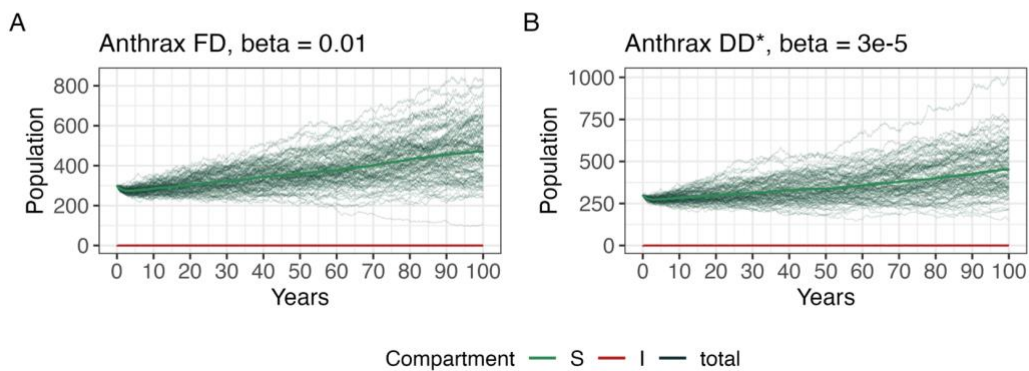 A
Anthrax FD, beta = 0.01
Population
800
600
400
200
0
0 10 20 30 40 50 60 70 80 90 100
Years
B
Anthrax DD*, beta = 3e-5
Population
1000
750
500
250
0
0 10 20 30 40 50 60 70 80 90 100
Years
Compartment S I total